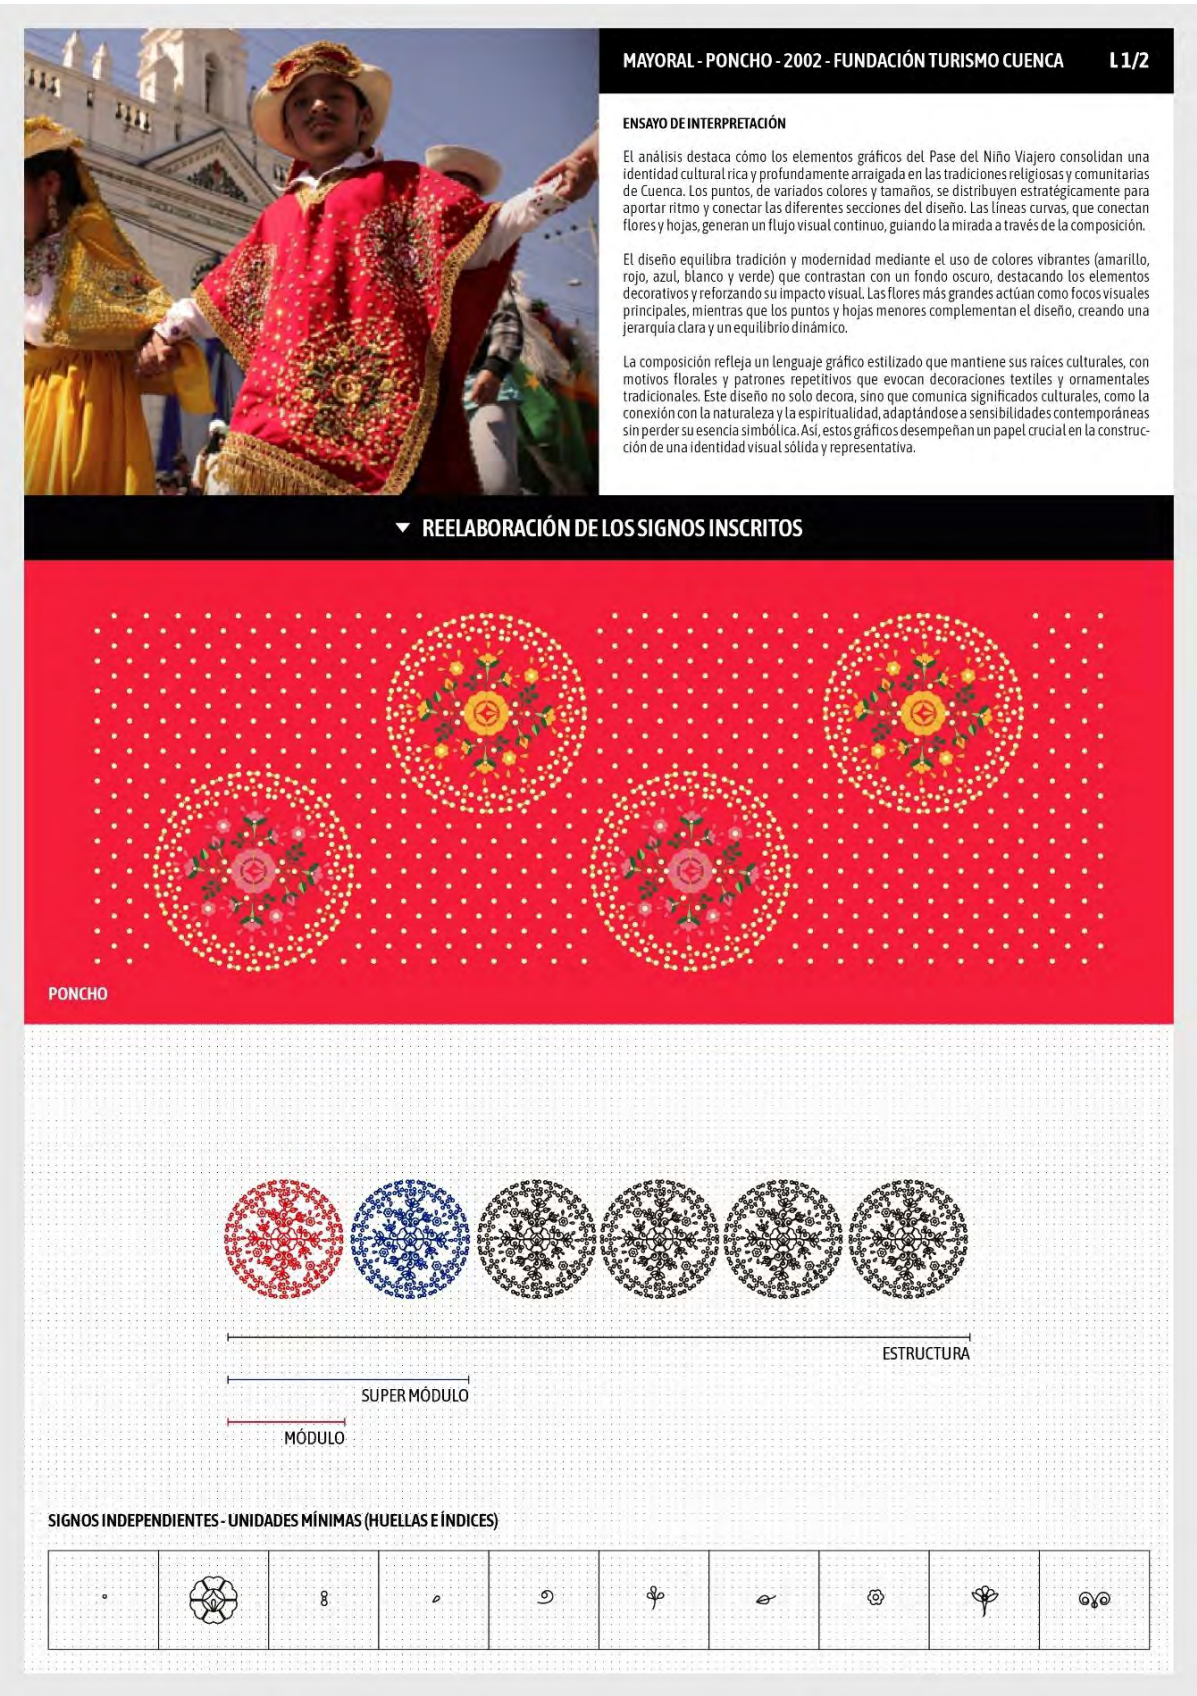 MAYORAL - PONCHO - 2002 - FUNDACIÓN TURISMO CUENCA L 1/2
ENSAYO DE INTERPRETACIÓN
El análisis destaca cómo los elementos gráficos del Pase del Niño Viajero consolidan una
identidad cultural rica y profundamente arraigada en las tradiciones religiosas y comunitarias
de Cuenca. Los puntos, de variados colores y tamaños, se distribuyen estratégicamente para
aportar ritmo y conectar las diferentes secciones del diseño. Las líneas curvas, que conectan
flores y hojas, generan un flujo visual continuo, guiando la mirada a través de la composición.
El diseño equilibra tradición y modernidad mediante el uso de colores vibrantes (amarillo,
rojo, azul, blanco y verde) que contrastan con un fondo oscuro, destacando los elementos
decorativos y reforzando su impacto visual. Las flores más grandes actúan como focos visuales
principales, mientras que los puntos y hojas menores complementan el diseño, creando una
jerarquía clara y un equilibrio dinámico.
La composición refleja un lenguaje gráfico estilizado que mantiene sus raíces culturales, con
motivos florales y patrones repetitivos que evocan decoraciones textiles y ornamentales
tradicionales. Este diseño no solo decora, sino que comunica significados culturales, como la
conexión con la naturaleza y la espiritualidad, adaptándose a sensibilidades contemporáneas
sin perder su esencia simbólica. Así, estos gráficos desempeñan un papel crucial en la construc-
ción de una identidad visual sólida y representativa.
REELABORACIÓN DE LOS SIGNOS INSCRITOS
PONCHO
ESTRUCTURA
SUPER MÓDULO
MÓDULO
SIGNOS INDEPENDIENTES - UNIDADES MÍNIMAS (HUELLAS E ÍNDICES)